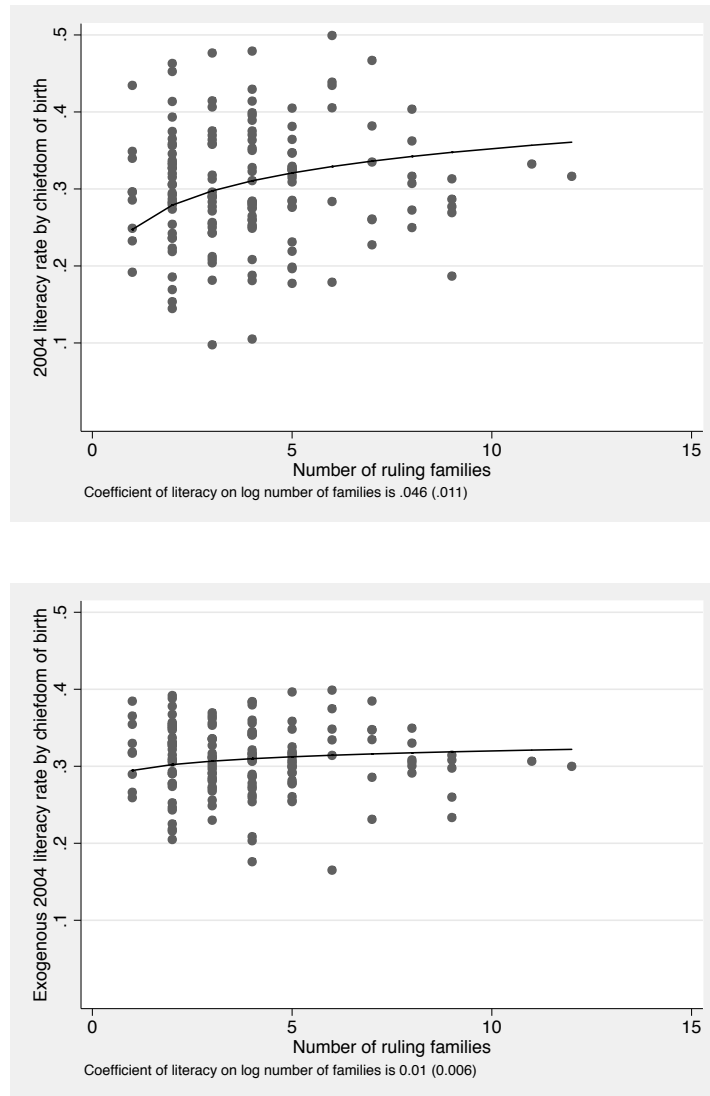 2004 literacy rate by chiefdom of birth
.5
.4
.3
.2
.1
0 5 10 15
Number of ruling families
Coefficient of literacy on log number of families is .046 (.011)
Exogenous 2004 literacy rate by chiefdom of birth
.5
.4
.3
.2
.1
0 5 10 15
Number of ruling families
Coefficient of literacy on log number of families is 0.01 (0.006)